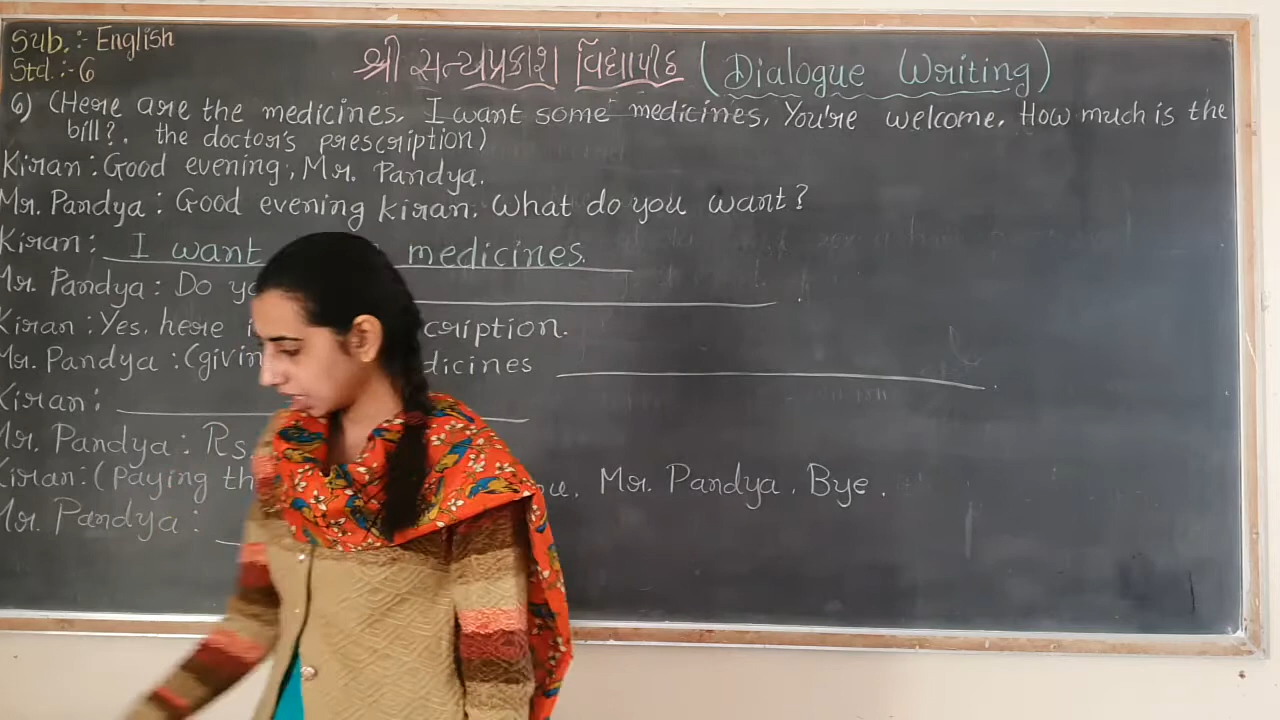 Sub.:- English
Std.:-6
શ્રી સત્યપ્રકાશ વિદ્યાપીઠ (Dialogue Writing)
6) (Here are the medicines. I want some medicines, You're welcome. How much is the
bill?. the doctor's prescription)
Kiran : Good evening, Mr. Pandya.
Mr. Pandya : Good evening Kiran. What do you want?
Kiran : I want medicines.
Mr. Pandya : Do
Kiran : Yes, here
Mr. Pandya : ( dicines
Kiran :
Mr. Pandya : Rs.
Kiran : (Paying Mr. Pandya. Bye.
Mr. Pandya :